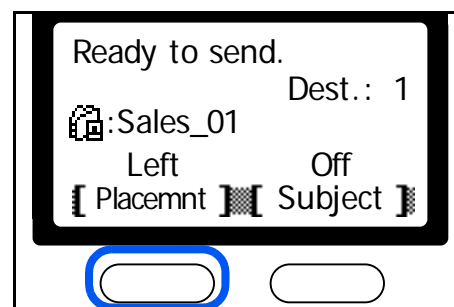 Ready to send.
Dest.: 1
:Sales_01
Left Off
[ Placemnt ] [ Subject ]